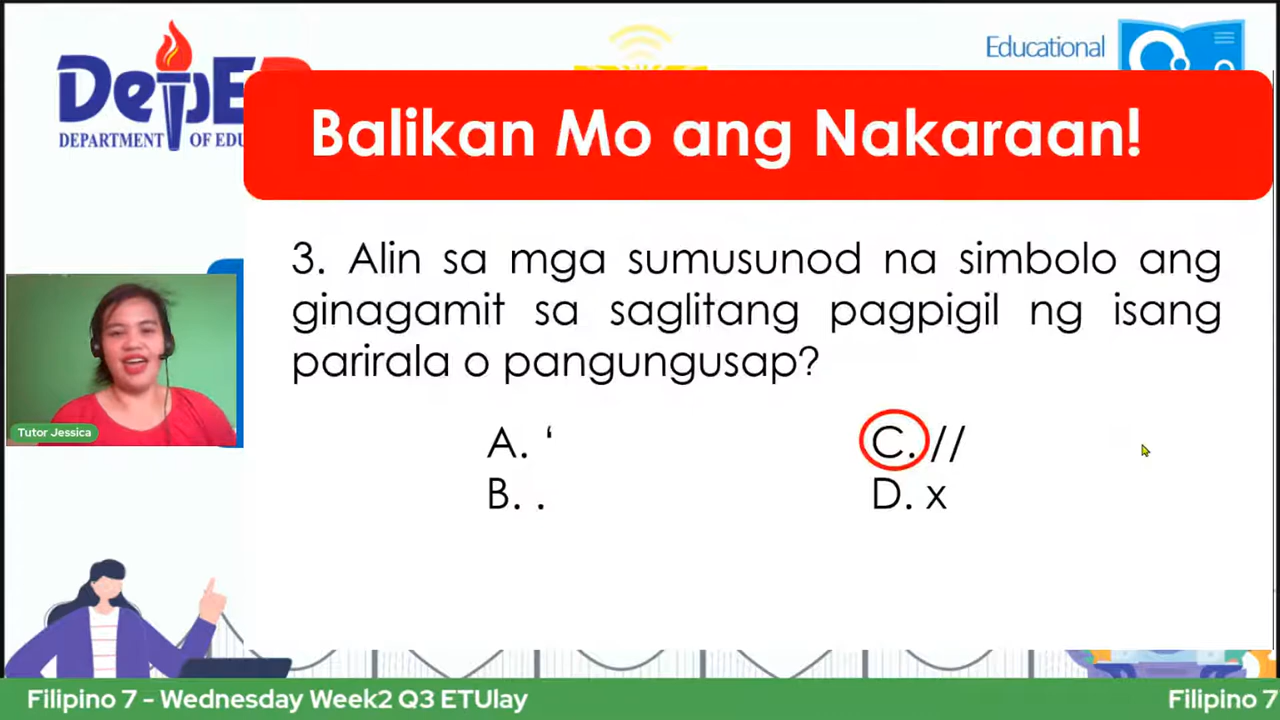 DepE
DEPARTMENT OF EDU
Educational
Balikan Mo ang Nakaraan!
3. Alin sa mga sumusunod na simbolo ang
ginagamit sa saglitang pagpigil ng isang
parirala o pangungusap?
A. ‘
B. .
C. //
D. x
Tutor Jessica
Filipino 7 - Wednesday Week2 Q3 ETUlay
Filipino 7